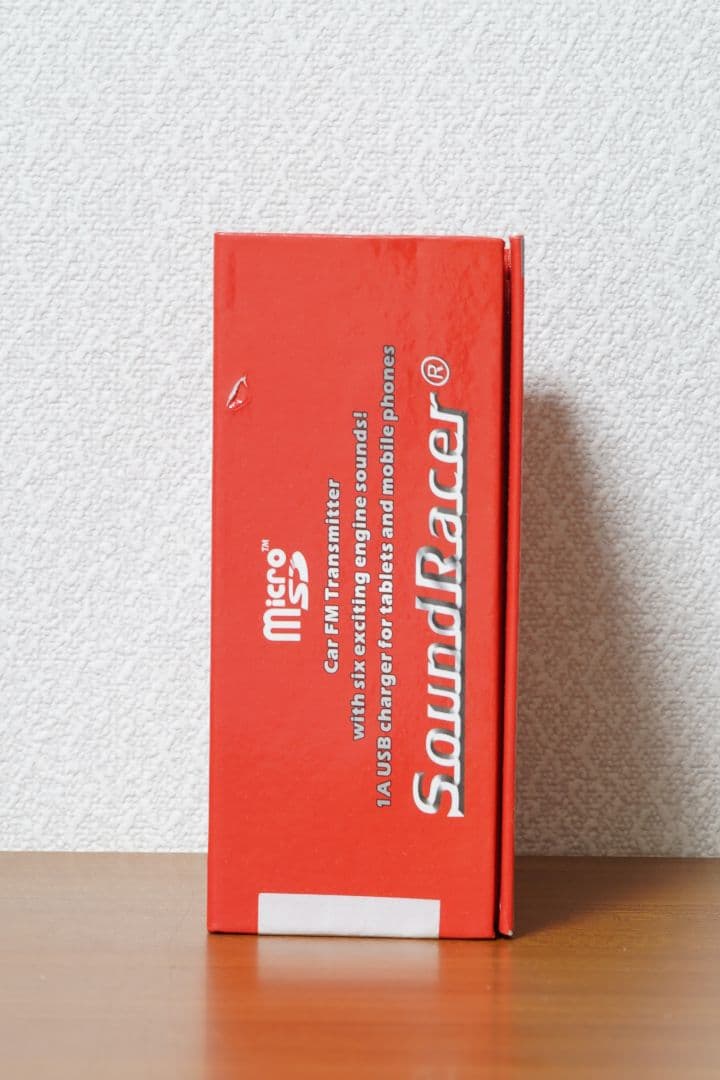 Micro
SD™
Car FM Transmitter
with six exciting engine sounds!
1A USB charger for tablets and mobile phones
SoundRacer®